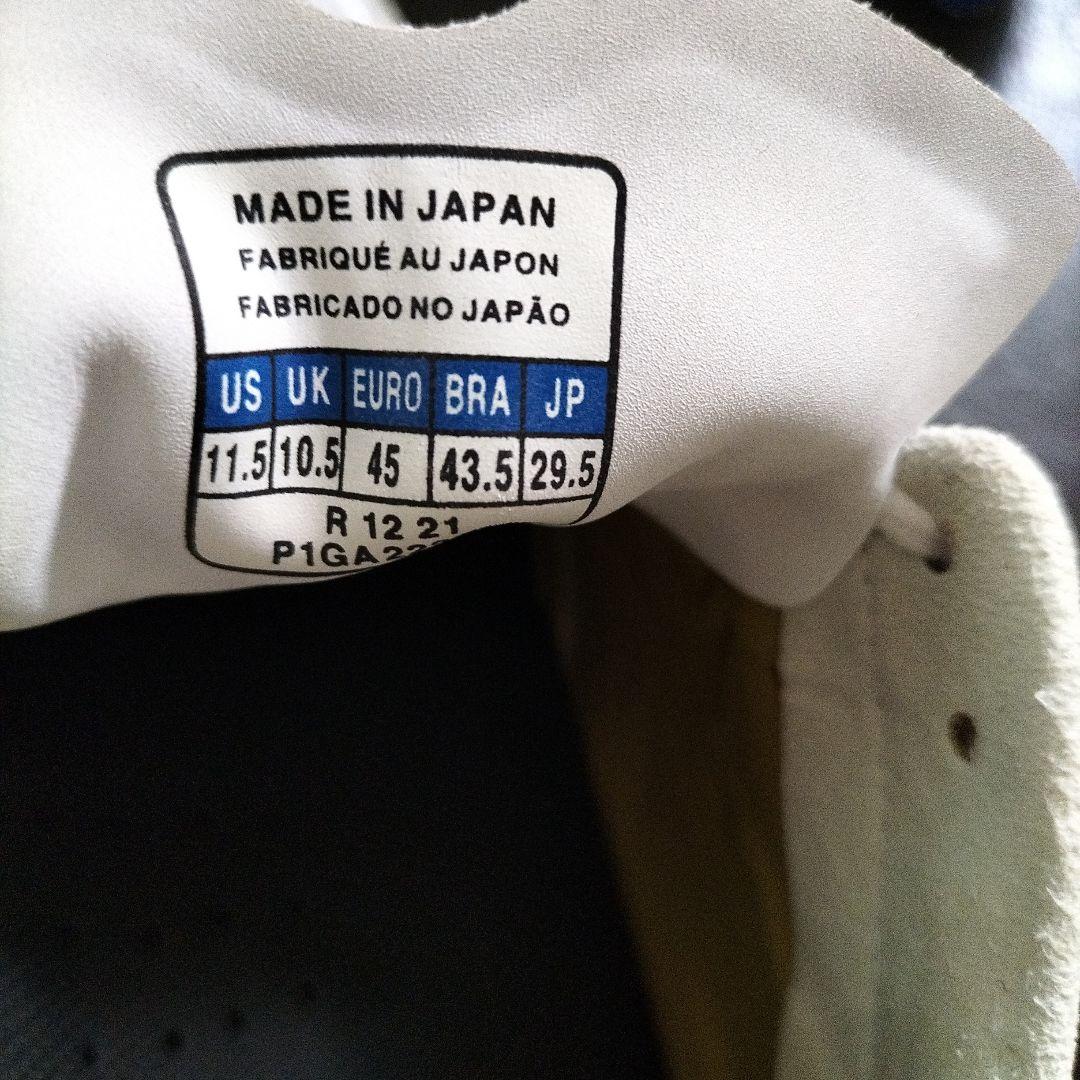 MADE IN JAPAN
FABRIQUÉ AU JAPON
FABRICADO NO JAPÃO
US UK EURO BRA JP
11.5 10.5 45 43.5 29.5
R 12 21